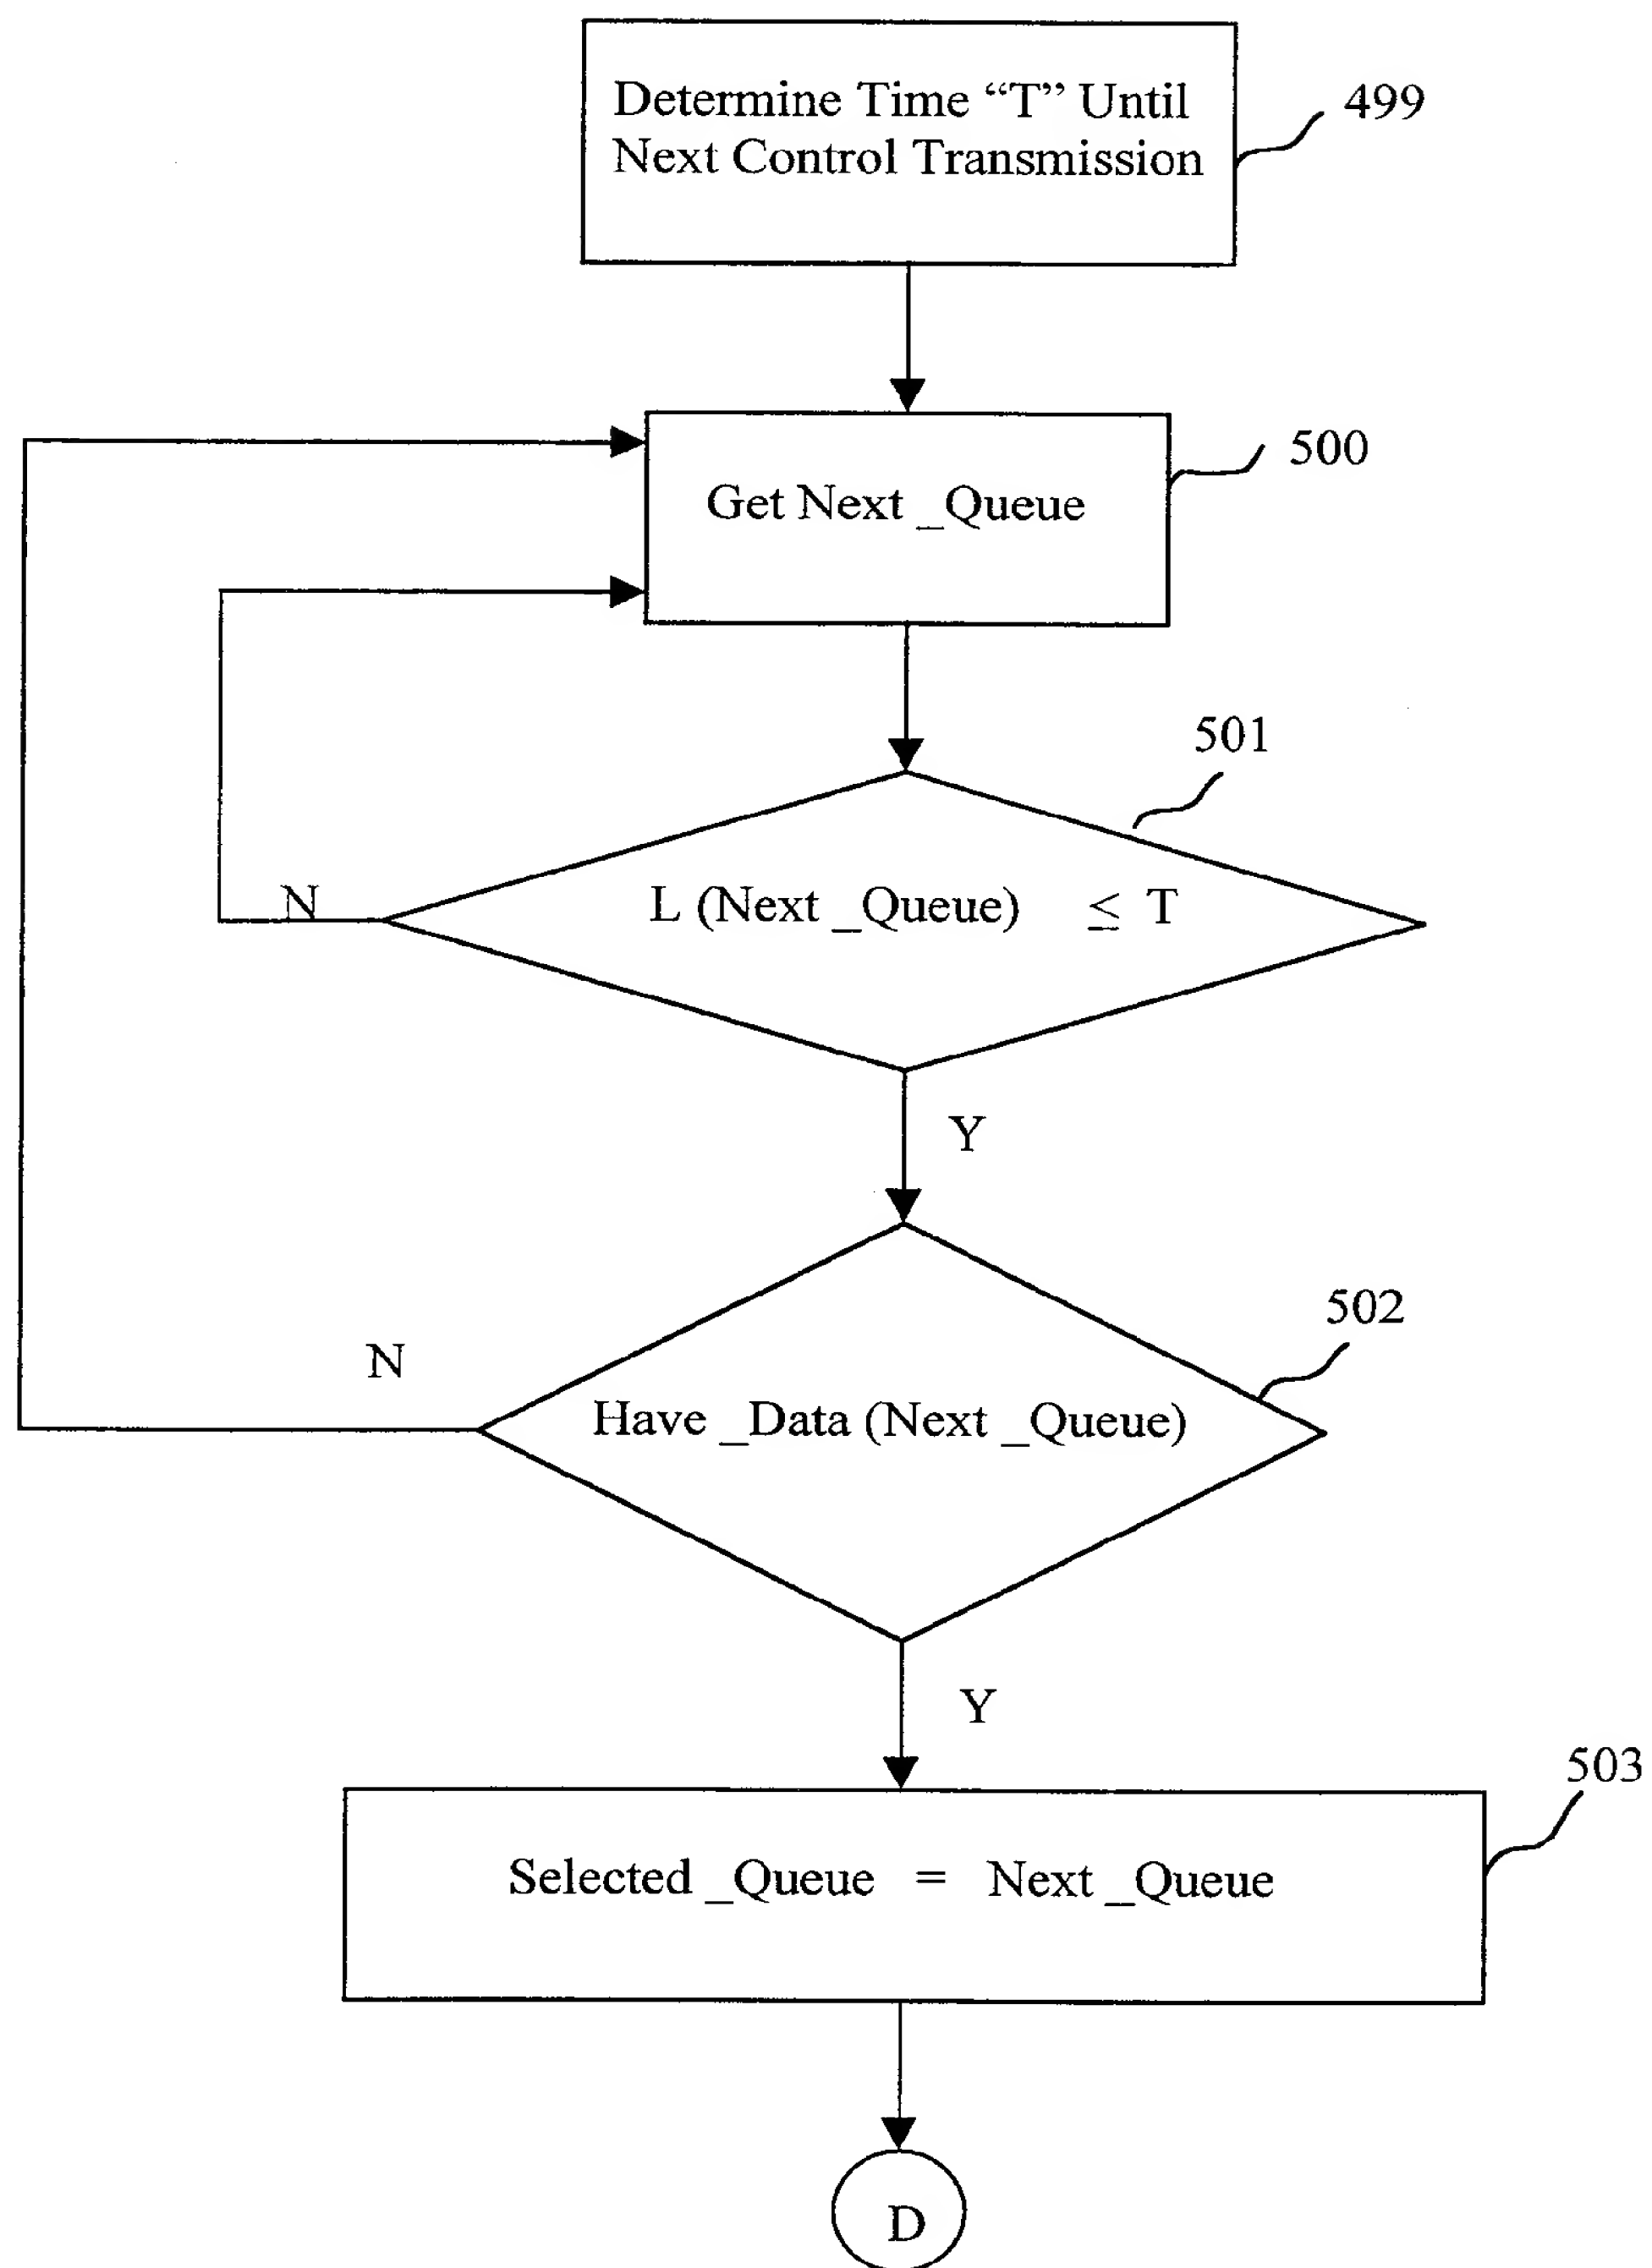 Determine Time “T” Until
Next Control Transmission
499
Get Next _Queue
500
501
L (Next _Queue) ≤ T
N
Y
502
N
Have _Data (Next _Queue)
Y
503
Selected _Queue = Next _Queue
D